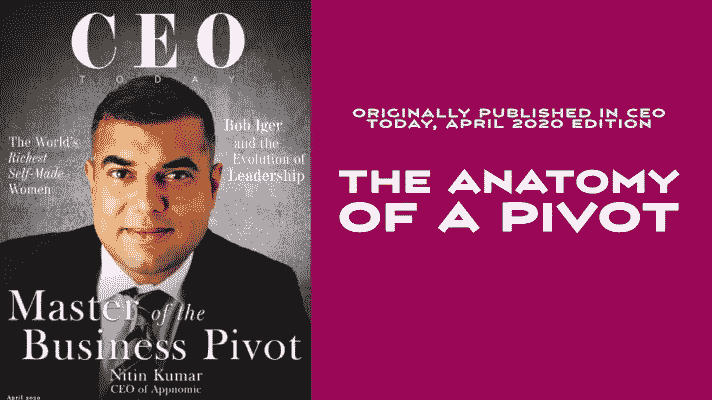 CEO
TODAY
The World's
Richest
Self-Made
Women
Bob Iger
and the
Evolution of
Leadership
Master of the
Business Pivot
Nitin Kumar
CEO of Appnomic
April 2020
ORIGINALLY PUBLISHED IN CEO
TODAY, APRIL 2020 EDITION
THE ANATOMY
OF A PIVOT